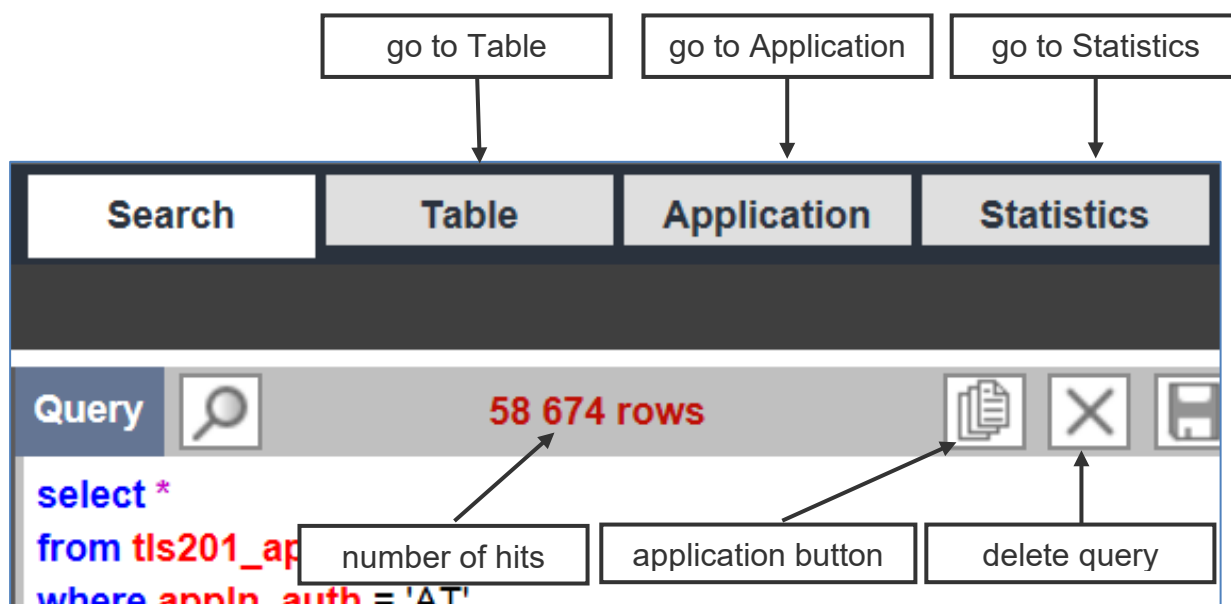 go to Table go to Application go to Statistics
Search Table Application Statistics
Query 58 674 rows
select *
from tls201_ap
number of hits application button delete query
where appln_auth = 'AT'